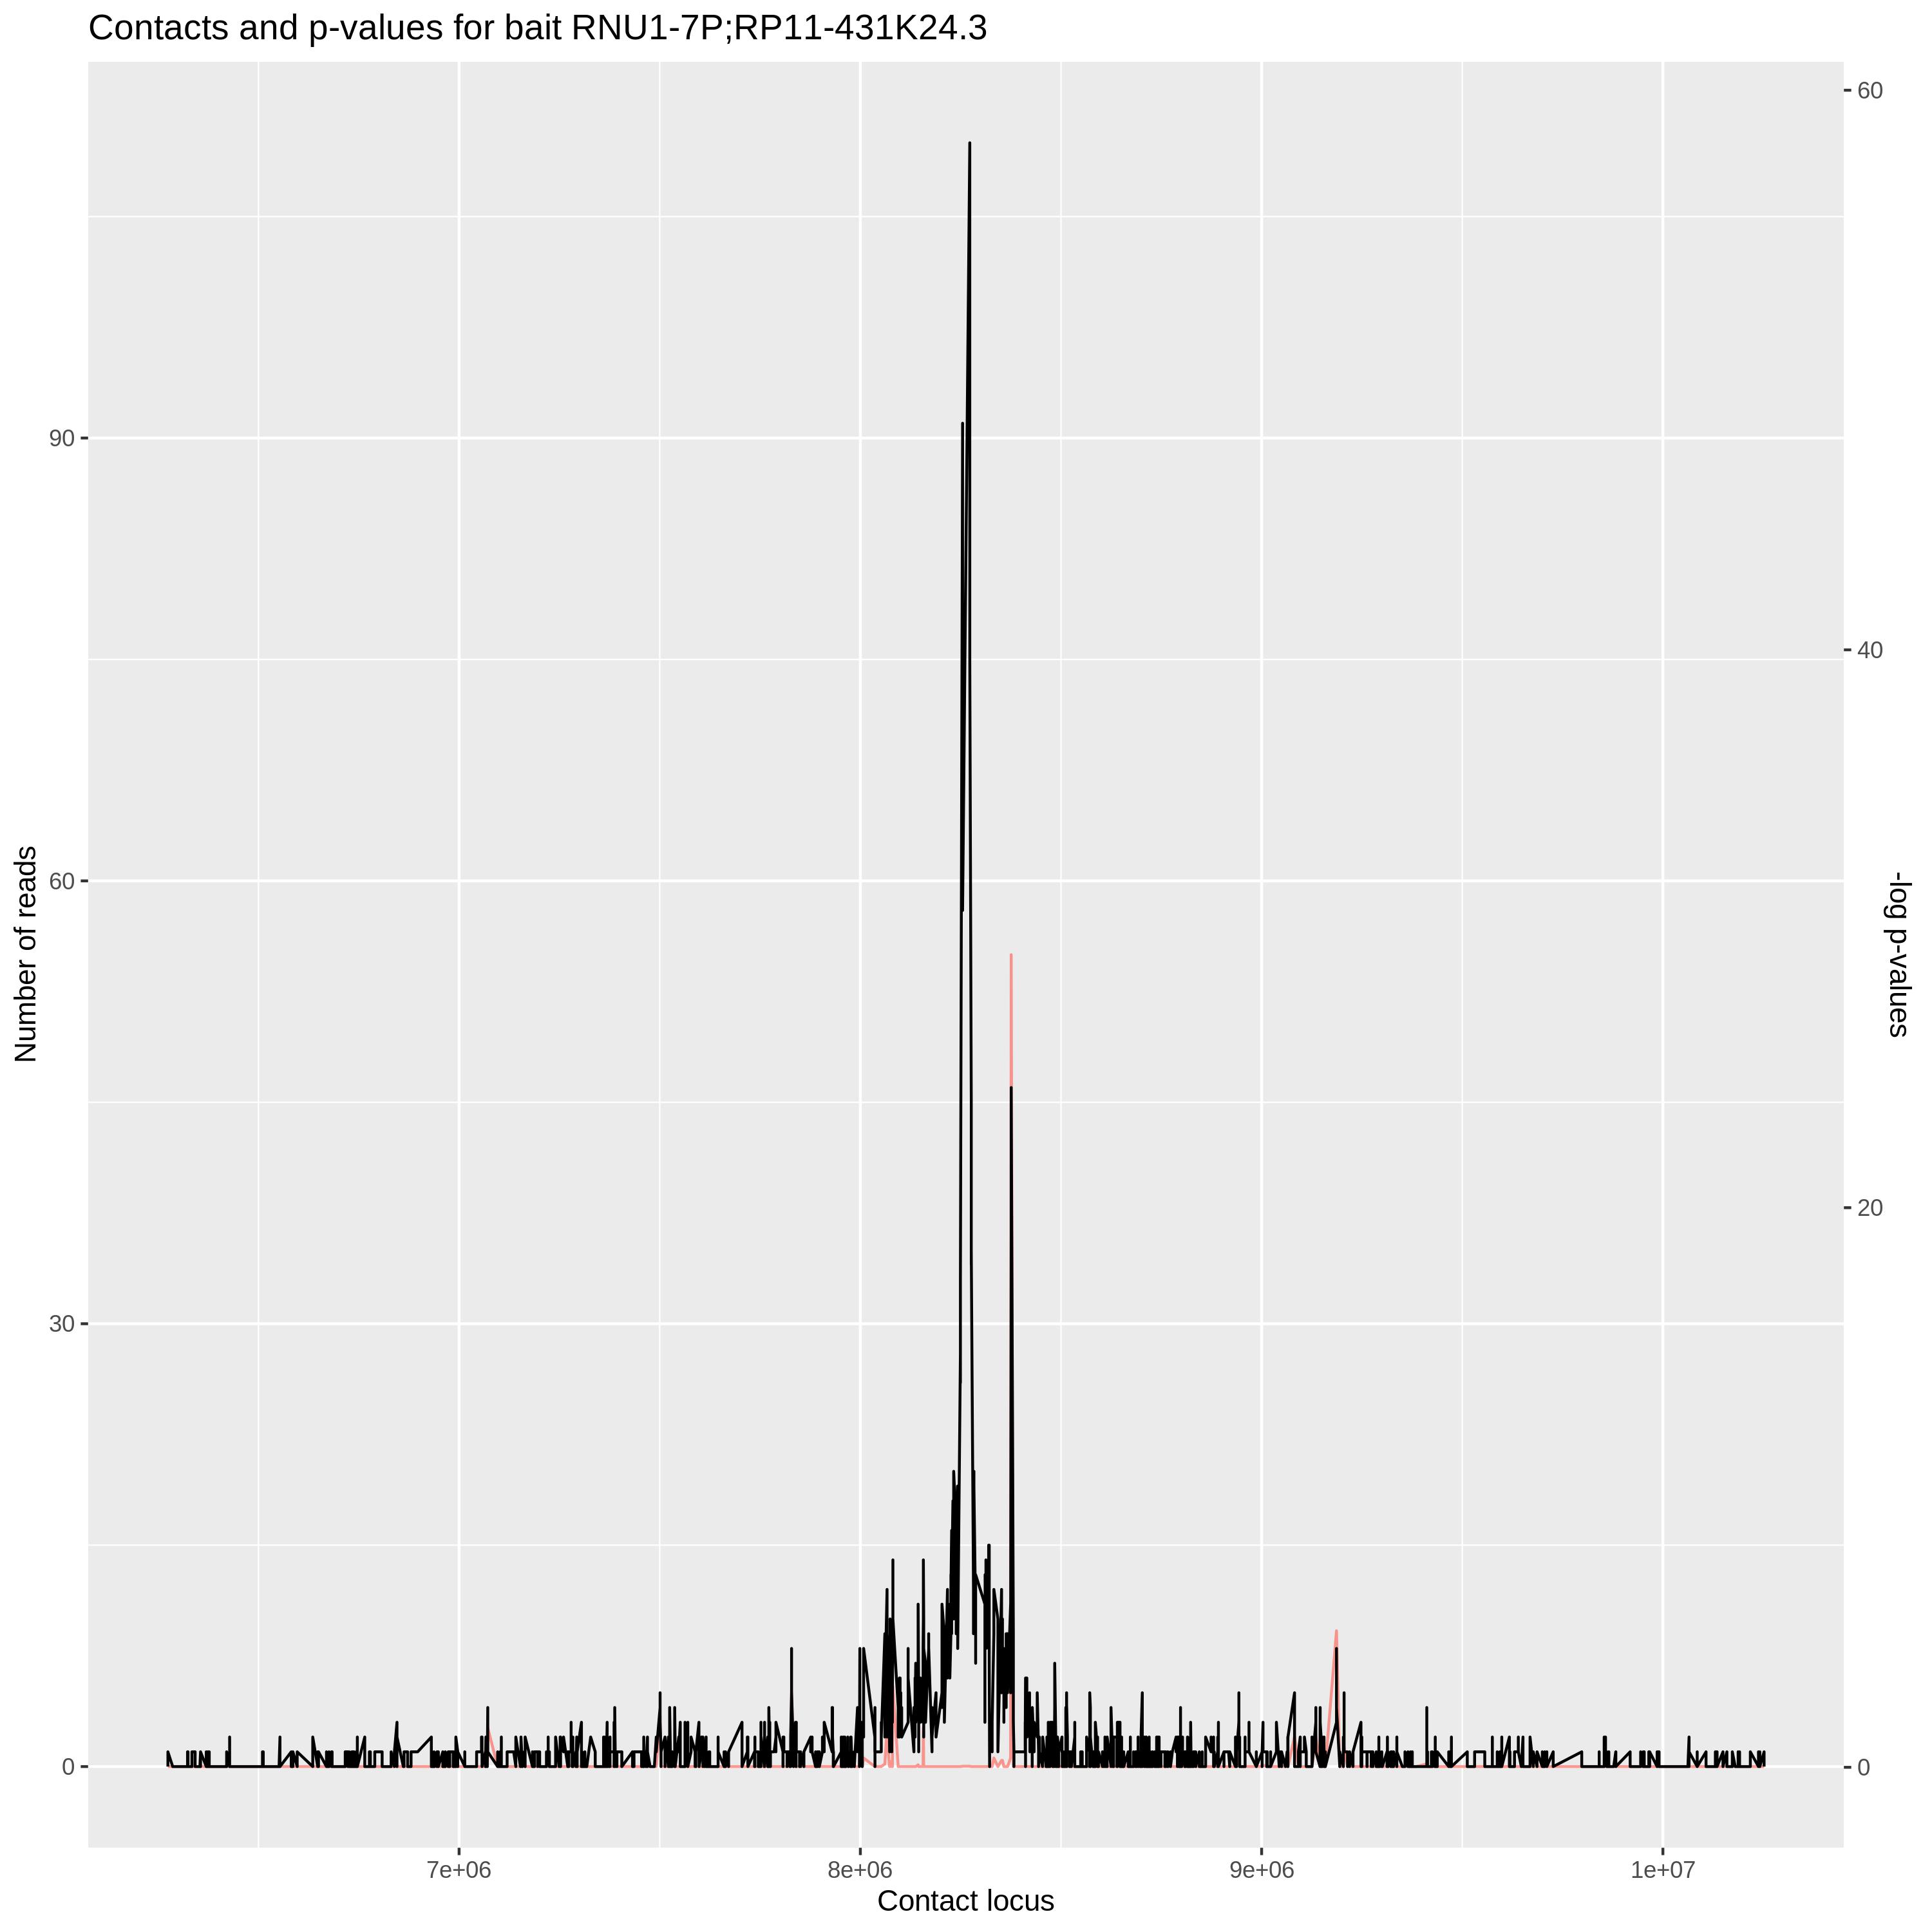 Contacts and p-values for bait RNU1-7P;RP11-431K24.3
60
90
40
60
Number of reads
-log p-values
20
30
0
0
7e+06
8e+06
9e+06
1e+07
Contact locus